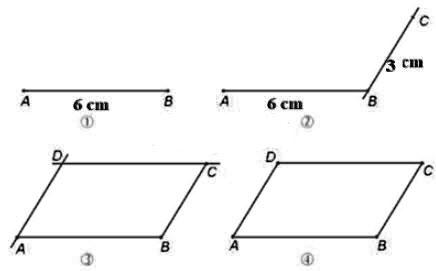 A 6 cm B
①
C
3 cm
A 6 cm B
②
D C
A B
③
D C
A B
④